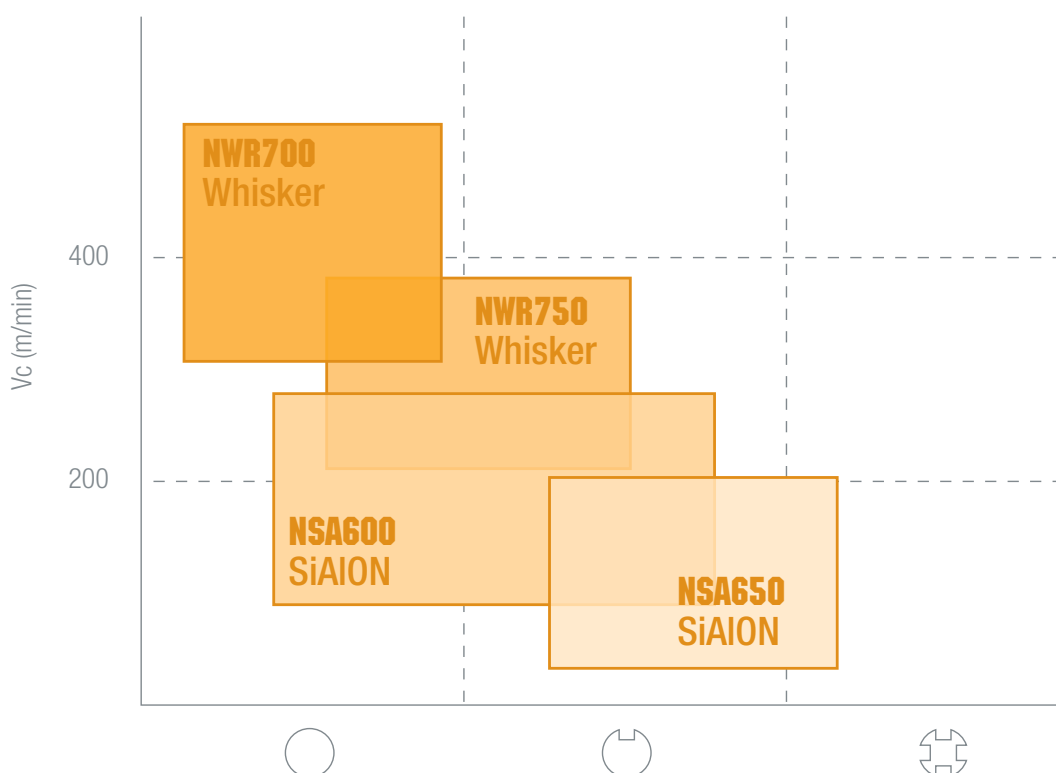 NWR700
Whisker
400
NWR750
Whisker
Vc (m/min)
200
NSA600
SiAlON
NSA650
SiAlON